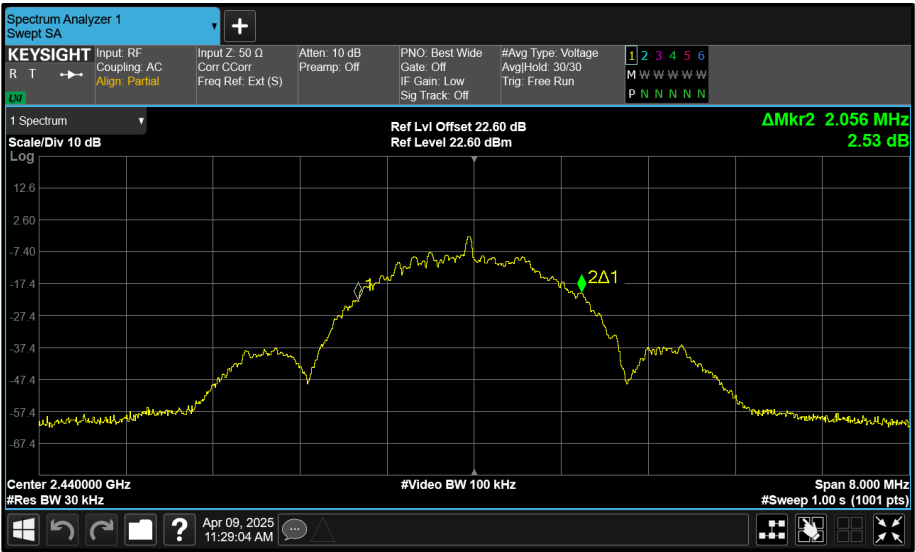 Spectrum Analyzer 1
Swept SA
+
KEYSIGHT Input: RF Input Z: 50 Ω Atten: 10 dB PNO: Best Wide #Avg Type: Voltage 1 2 3 4 5 6
R T Coupling: AC Corr CCorr Preamp: Off Gate: Off Avg|Hold: 30/30 M W W W W W
Align: Partial Freq Ref: Ext (S) IF Gain: Low Trig: Free Run
LXI Sig Track: Off P N N N N N
1 Spectrum Ref Lvl Offset 22.60 dB ΔMkr2 2.056 MHz
Scale/Div 10 dB Ref Level 22.60 dBm 2.53 dB
Log
12.6
2.60
-7.40
-17.4 1 2Δ1
-27.4
-37.4
-47.4
-57.4
-67.4
Center 2.440000 GHz #Video BW 100 kHz Span 8.000 MHz
#Res BW 30 kHz #Sweep 1.00 s (1001 pts)
? Apr 09, 2025
11:29:04 AM